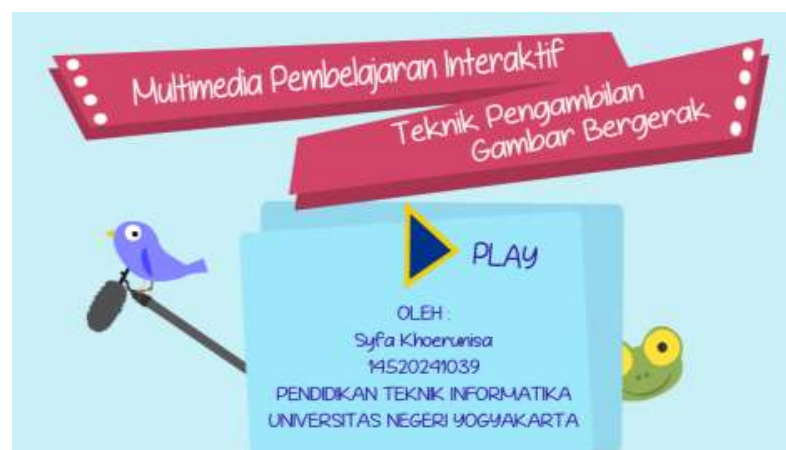 Multimedia Pembelajaran Interaktif
Teknik Pengambilan
Gambar Bergerak
PLAY
OLEH :
Syfa Khoerunisa
14520241039
PENDIDIKAN TEKNIK INFORMATIKA
UNIVERSITAS NEGERI YOGYAKARTA